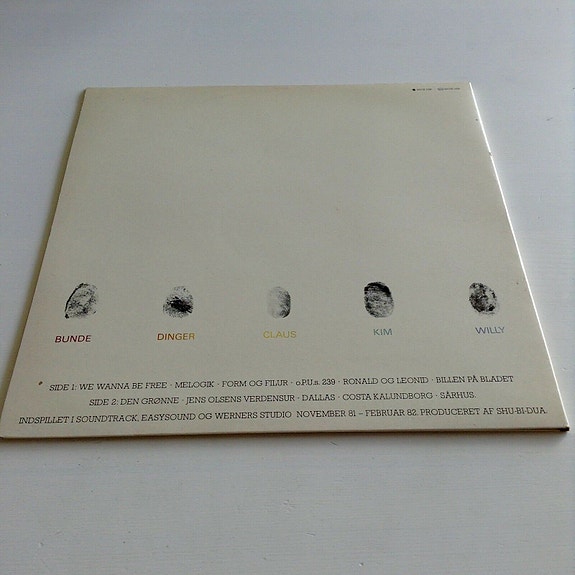 BUNDE DINGER CLAUS KIM WILLY
SIDE 1: WE WANNA BE FREE · MELOGIK · FORM OG FILUR · o.P.U.s. 239 · RONALD OG LEONID · BILLEN PÅ BLADET
SIDE 2: DEN GRØNNE · JENS OLSENS VERDENSUR · DALLAS · COSTA KALUNDBORG · SÅRHUS.
INDSPILLET I SOUNDTRACK, EASYSOUND OG WERNERS STUDIO NOVEMBER 81 – FEBRUAR 82. PRODUCERET AF SHU·BI·DUA.